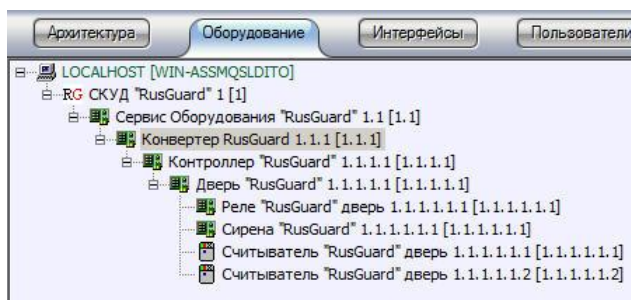 Архитектура Оборудование Интерфейсы Пользователи
LOCALHOST [WIN-ASSMQSLDITO]
RG СКУД "RusGuard" 1 [1]
Сервис Оборудования "RusGuard" 1.1 [1.1]
Конвертер RusGuard 1.1.1 [1.1.1]
Контроллер "RusGuard" 1.1.1.1 [1.1.1.1]
Дверь "RusGuard" 1.1.1.1.1 [1.1.1.1.1]
Реле "RusGuard" дверь 1.1.1.1.1.1 [1.1.1.1.1.1]
Сирена "RusGuard" 1.1.1.1.1.1 [1.1.1.1.1.1]
Считыватель "RusGuard" дверь 1.1.1.1.1.1 [1.1.1.1.1.1]
Считыватель "RusGuard" дверь 1.1.1.1.1.2 [1.1.1.1.1.2]